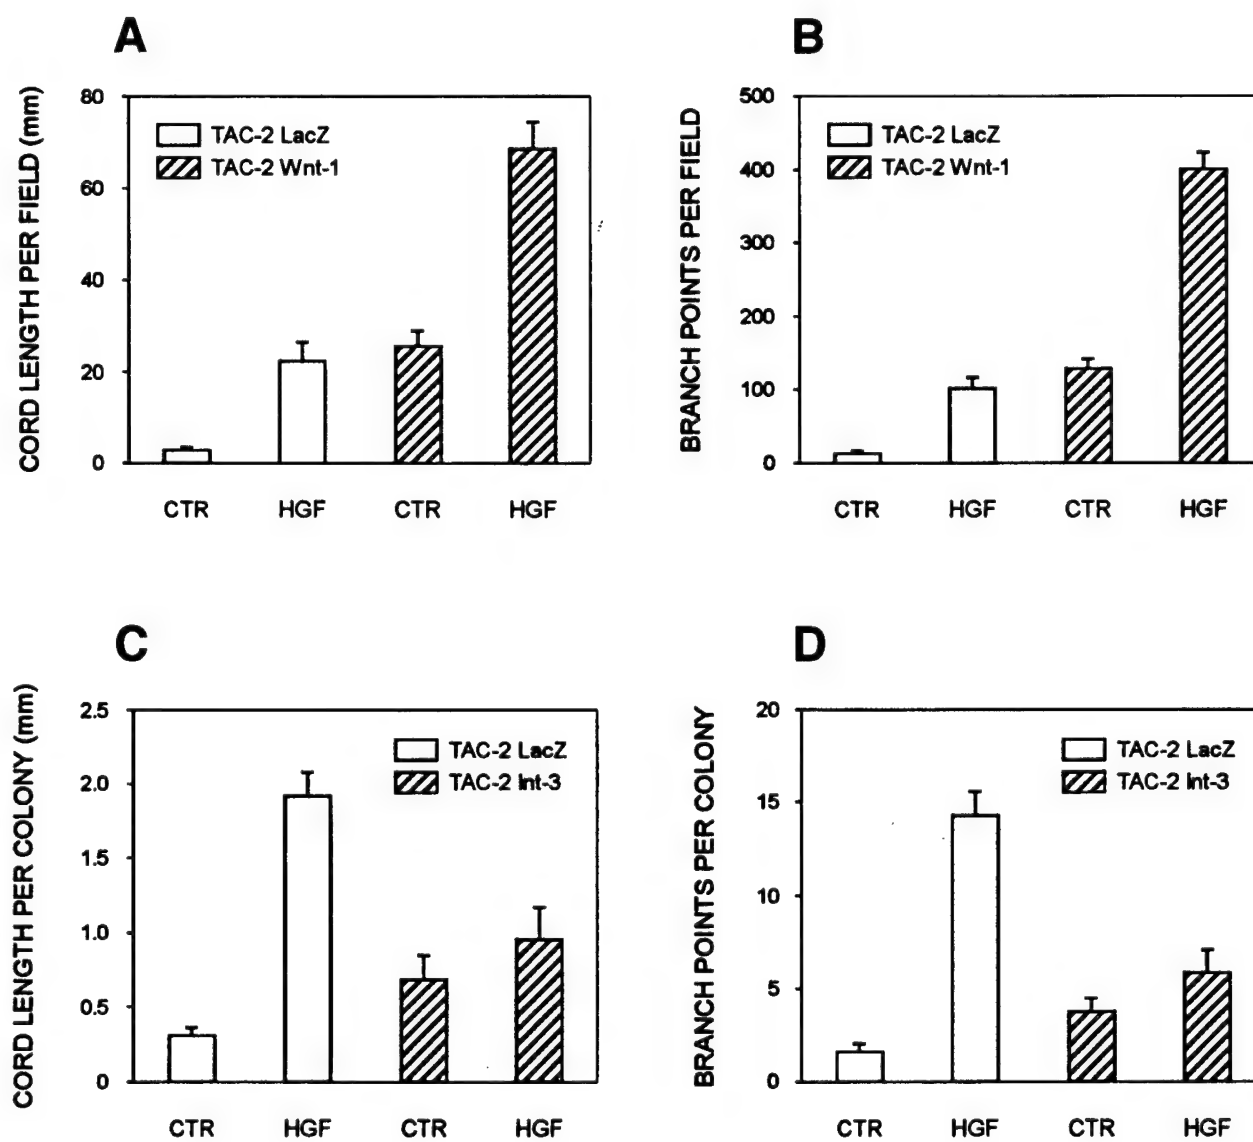 A
CORD LENGTH PER FIELD (mm)
80
60
40
20
0
TAC-2 LacZ
TAC-2 Wnt-1
CTR HGF CTR HGF
B
BRANCH POINTS PER FIELD
500
400
300
200
100
0
TAC-2 LacZ
TAC-2 Wnt-1
CTR HGF CTR HGF
C
CORD LENGTH PER COLONY (mm)
2.5
2.0
1.5
1.0
0.5
0
TAC-2 LacZ
TAC-2 Int-3
CTR HGF CTR HGF
D
BRANCH POINTS PER COLONY
20
15
10
5
0
TAC-2 LacZ
TAC-2 Int-3
CTR HGF CTR HGF